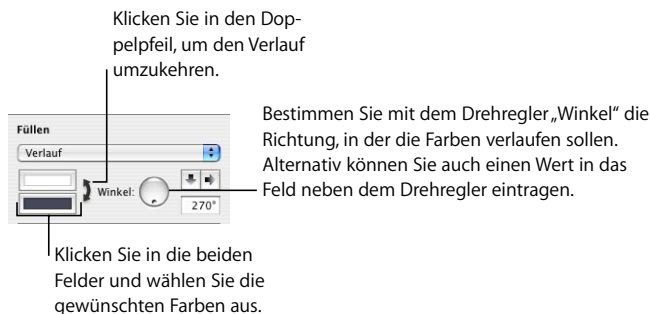 Klicken Sie in den Dop-
pelpfeil, um den Verlauf
umzukehren.
Füllen
Verlauf
Winkel:
270°
Bestimmen Sie mit dem Drehregler „Winkel“ die
Richtung, in der die Farben verlaufen sollen.
Alternativ können Sie auch einen Wert in das
Feld neben dem Drehregler eintragen.
Klicken Sie in die beiden
Felder und wählen Sie die
gewünschten Farben aus.